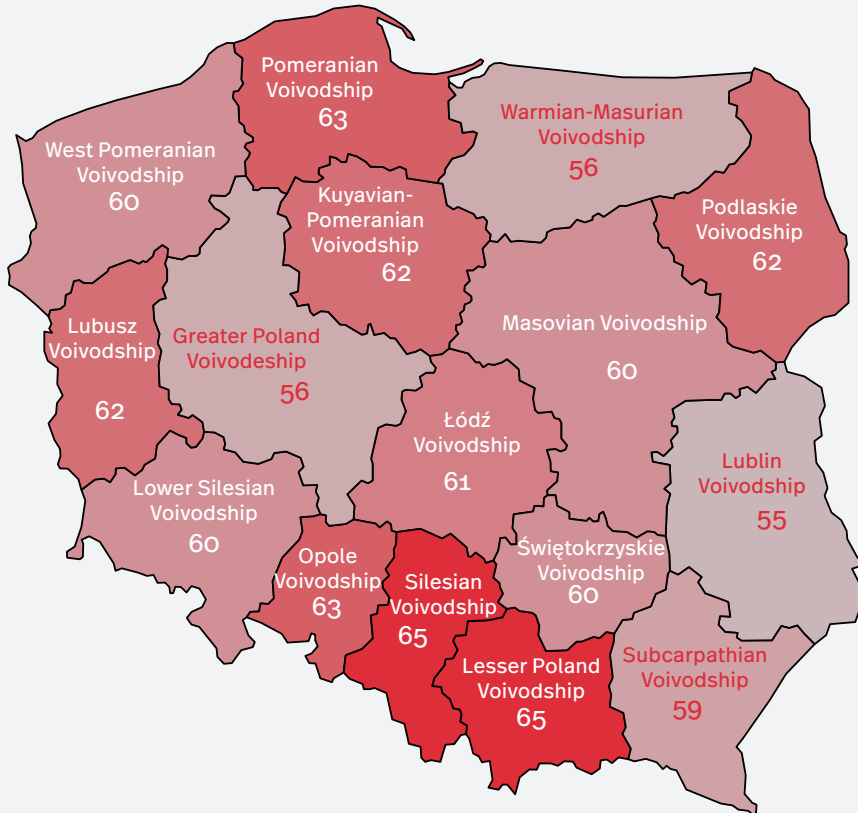 Pomeranian
Voivodship
63
Warmian-Masurian
Voivodship
56
West Pomeranian
Voivodship
60
Kuyavian-
Pomeranian
Voivodship
62
Podlaskie
Voivodship
62
Lubusz
Voivodship
62
Greater Poland
Voivodeship
56
Masovian Voivodship
60
Łódź
Voivodship
61
Lublin
Voivodship
55
Lower Silesian
Voivodship
60
Opole
Voivodship
63
Silesian
Voivodship
65
Świętokrzyskie
Voivodship
60
Lesser Poland
Voivodship
65
Subcarpathian
Voivodship
59